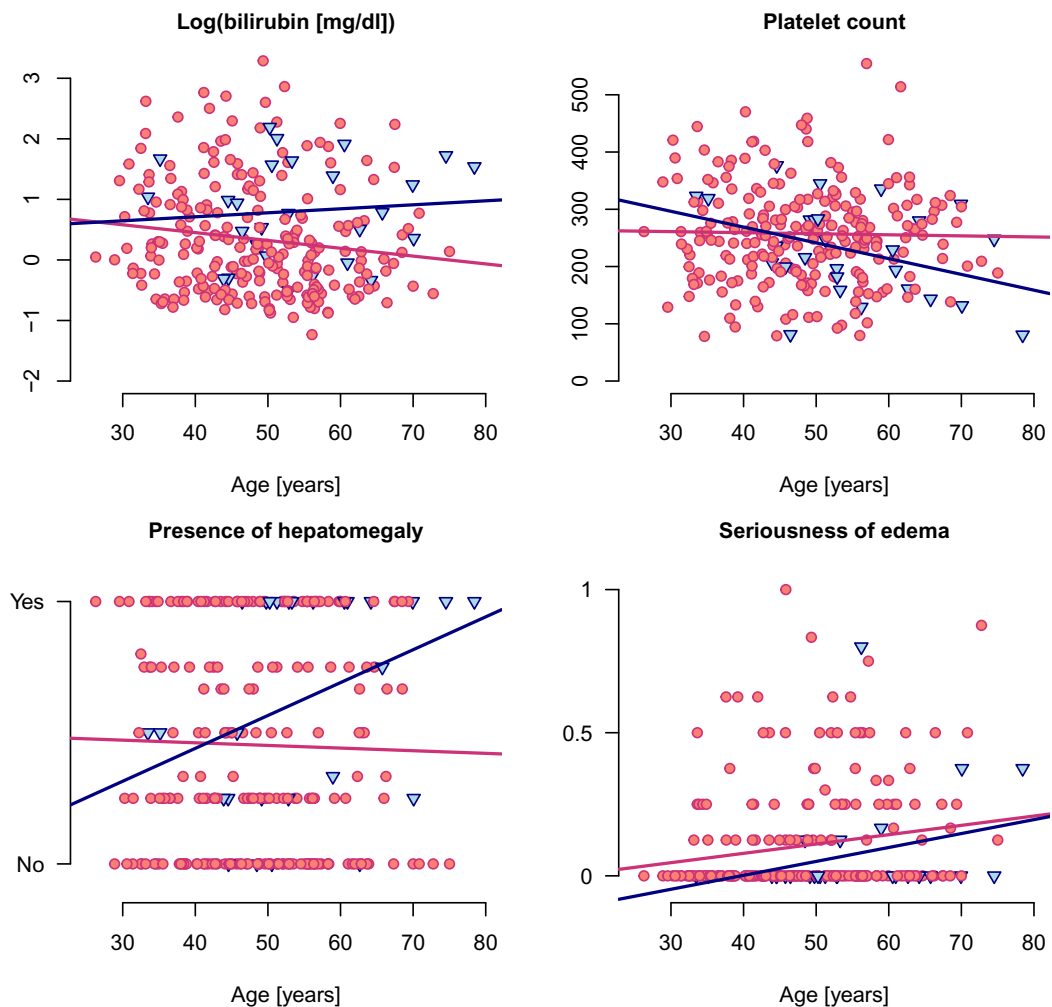 Log(bilirubin [mg/dl])
3
2
1
0
−1
−2
30 40 50 60 70 80
Age [years]
Platelet count
500
400
300
200
100
0
30 40 50 60 70 80
Age [years]
Presence of hepatomegaly
Yes
No
30 40 50 60 70 80
Age [years]
Seriousness of edema
1
0.5
0
30 40 50 60 70 80
Age [years]